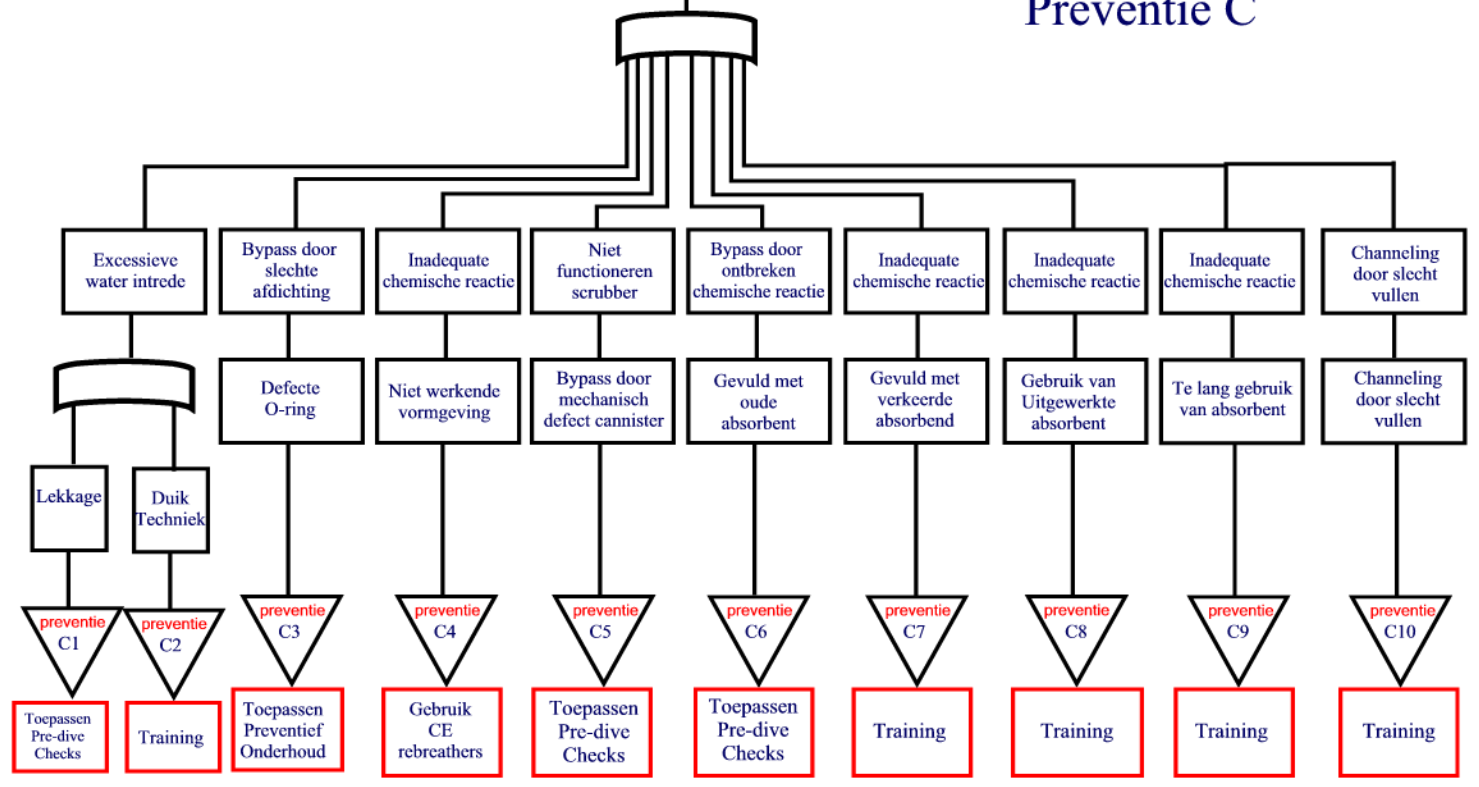 Preventie C
Excessieve
water intrede
Bypass door
slechte
afdichting
Inadequate
chemische reactie
Niet
functioneren
scrubber
Bypass door
ontbreken
chemische reactie
Inadequate
chemische reactie
Inadequate
chemische reactie
Inadequate
chemische reactie
Channeling
door slecht
vullen
Defecte
O-ring
Niet werkende
vormgeving
Bypass door
mechanisch
defect cannister
Gevuld met
oude
absorbent
Gevuld met
verkeerde
absorbend
Gebruik van
Uitgewerkte
absorbent
Te lang gebruik
van absorbent
Channeling
door slecht
vullen
Lekkage
Duik
Techniek
preventie
C1
preventie
C2
preventie
C3
preventie
C4
preventie
C5
preventie
C6
preventie
C7
preventie
C8
preventie
C9
preventie
C10
Toepassen
Pre-dive
Checks
Training
Toepassen
Preventief
Onderhoud
Gebruik
CE
rebreathers
Toepassen
Pre-dive
Checks
Toepassen
Pre-dive
Checks
Training
Training
Training
Training